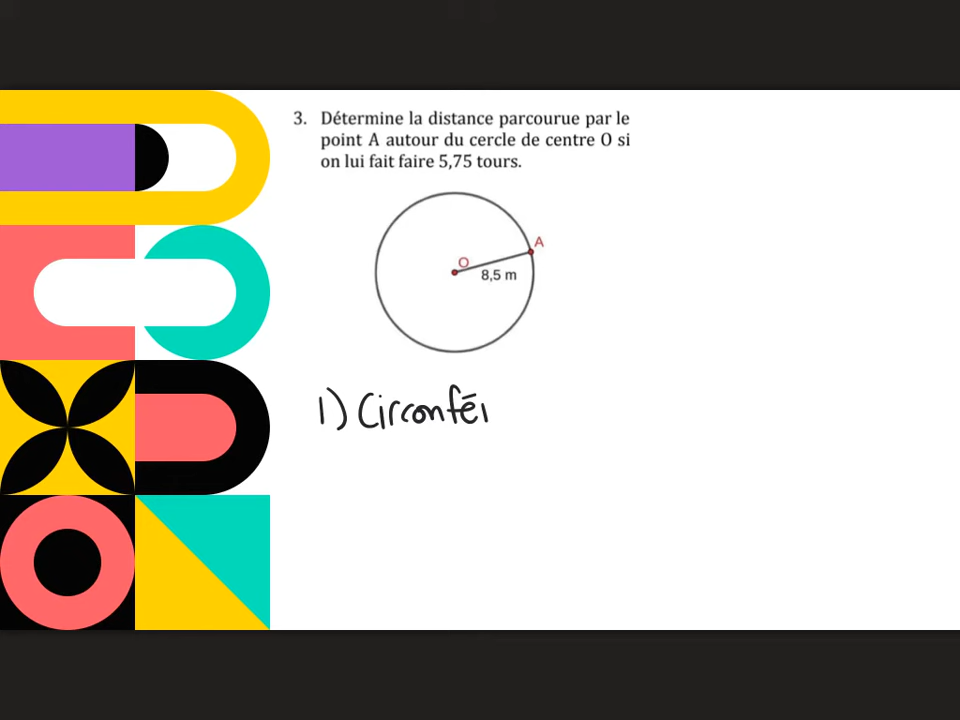 3. Détermine la distance parcourue par le
point A autour du cercle de centre O si
on lui fait faire 5,75 tours.
A
O
8,5 m
1) Circonféi